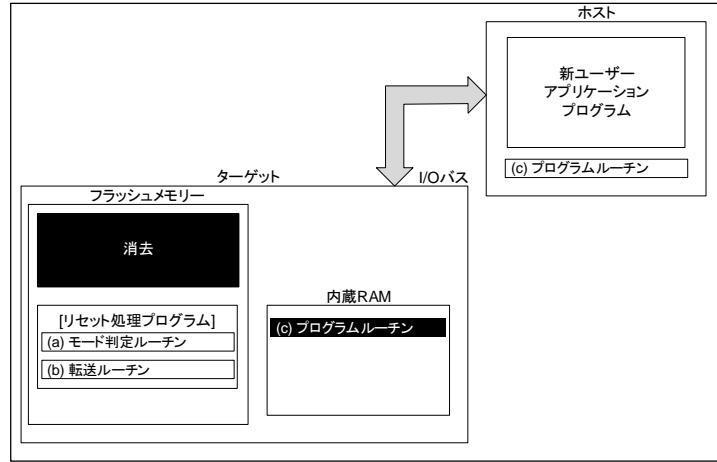 ホスト
新ユーザー
アプリケーション
プログラム
(c) プログラムルーチン
ターゲット
I/Oバス
フラッシュメモリー
消去
内蔵RAM
[リセット処理プログラム]
(a) モード判定ルーチン
(b) 転送ルーチン
(c) プログラムルーチン